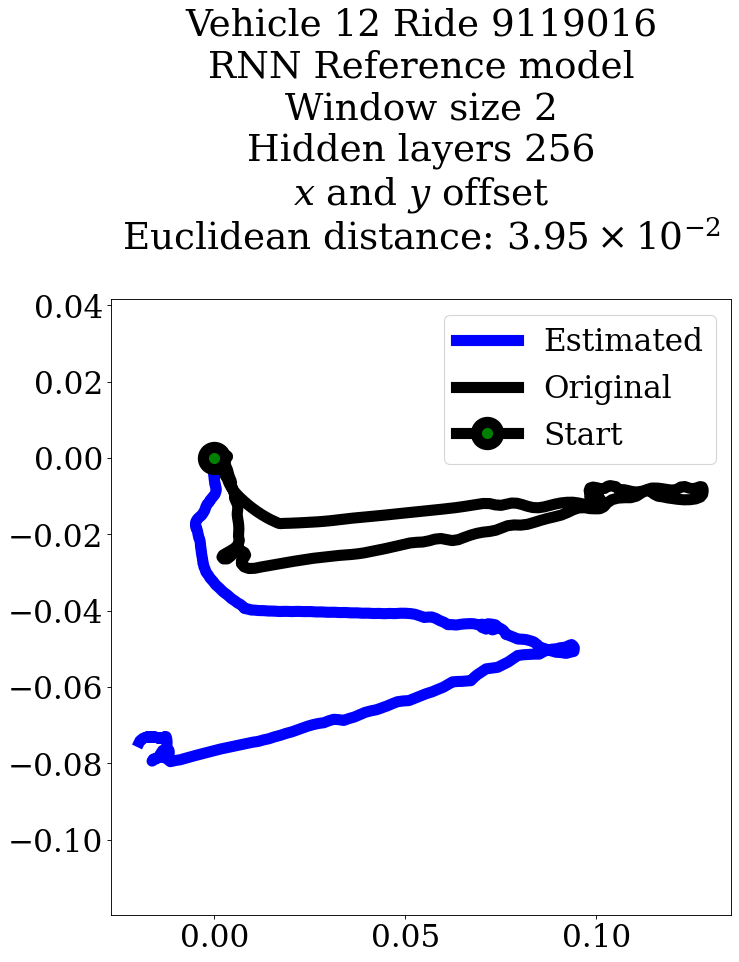 Vehicle 12 Ride 9119016
RNN Reference model
Window size 2
Hidden layers 256
x and y offset
Euclidean distance: 3.95 × 10⁻²
0.04
0.02
0.00
−0.02
−0.04
−0.06
−0.08
−0.10
Estimated
Original
Start
0.00
0.05
0.10